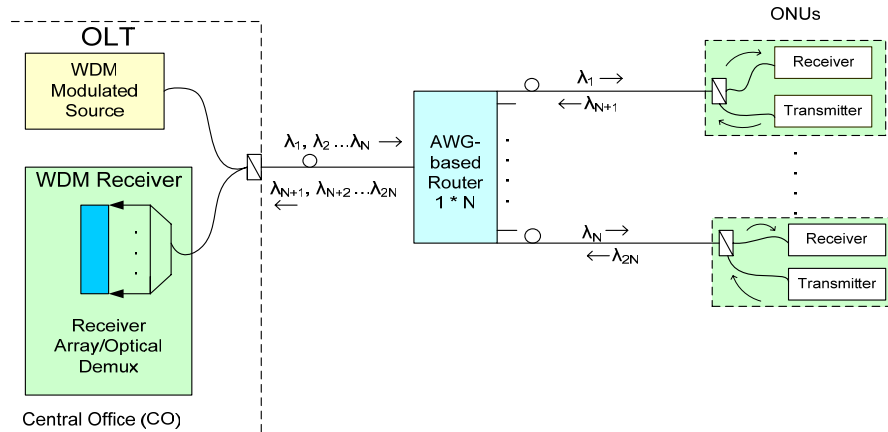 ONUs
OLT
WDM
Modulated
Source
Receiver
Transmitter
λ1
λN+1
λ1, λ2 ...λN
λN+1, λN+2 ...λ2N
AWG-
based
Router
1 * N
WDM Receiver
λN
λ2N
Receiver
Transmitter
Receiver
Array/Optical
Demux
Central Office (CO)